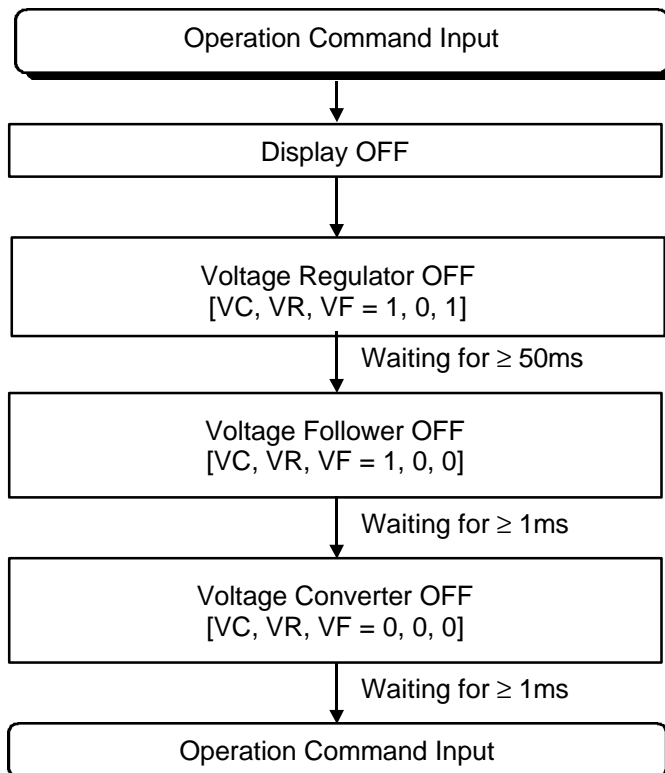 Operation Command Input
Display OFF
Voltage Regulator OFF
[VC, VR, VF = 1, 0, 1]
Waiting for ≥ 50ms
Voltage Follower OFF
[VC, VR, VF = 1, 0, 0]
Waiting for ≥ 1ms
Voltage Converter OFF
[VC, VR, VF = 0, 0, 0]
Waiting for ≥ 1ms
Operation Command Input